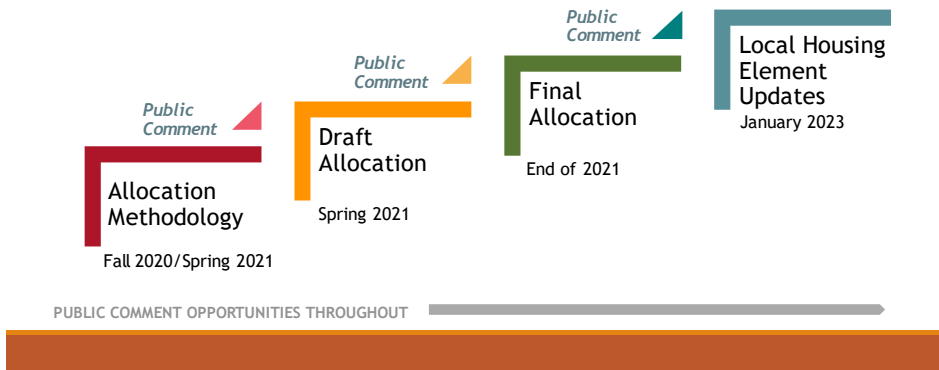 Public
Comment
Allocation
Methodology
Fall 2020/Spring 2021
Public
Comment
Draft
Allocation
Spring 2021
Public
Comment
Final
Allocation
End of 2021
Local Housing
Element
Updates
January 2023
PUBLIC COMMENT OPPORTUNITIES THROUGHOUT